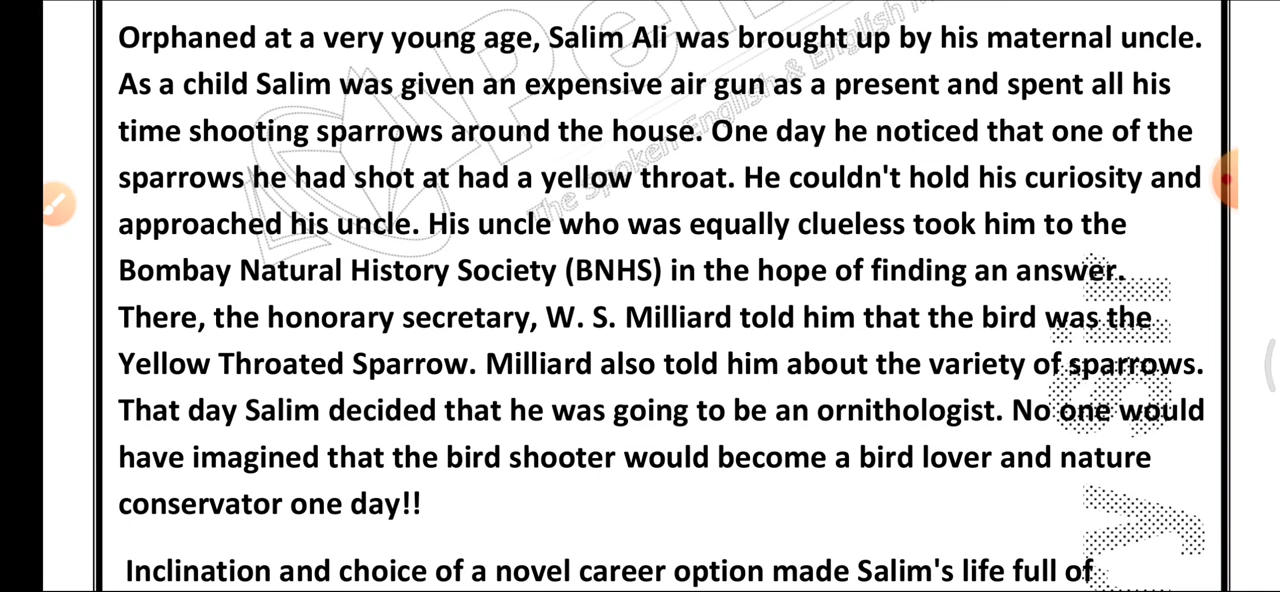 Orphaned at a very young age, Salim Ali was brought up by his maternal uncle.
As a child Salim was given an expensive air gun as a present and spent all his
time shooting sparrows around the house. One day he noticed that one of the
sparrows he had shot at had a yellow throat. He couldn't hold his curiosity and
approached his uncle. His uncle who was equally clueless took him to the
Bombay Natural History Society (BNHS) in the hope of finding an answer.
There, the honorary secretary, W. S. Milliard told him that the bird was the
Yellow Throated Sparrow. Milliard also told him about the variety of sparrows.
That day Salim decided that he was going to be an ornithologist. No one would
have imagined that the bird shooter would become a bird lover and nature
conservator one day!!
Inclination and choice of a novel career option made Salim's life full of
The Spoken English & English